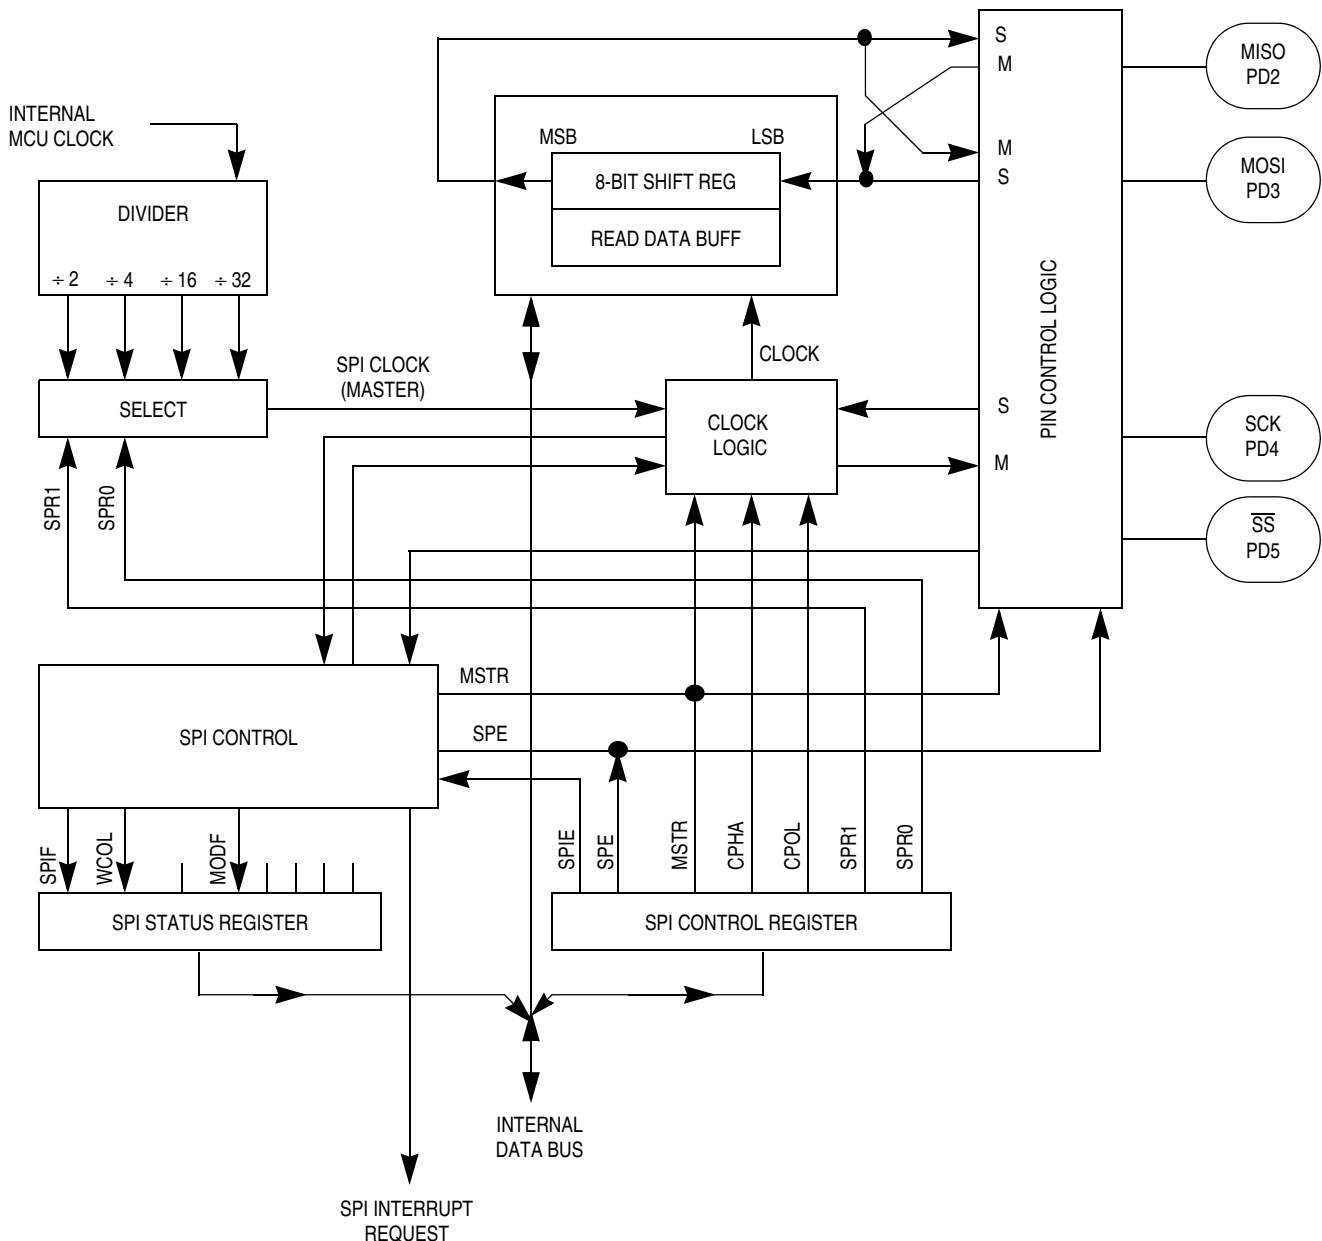 INTERNAL
MCU CLOCK
DIVIDER
÷ 2
÷ 4
÷ 16
÷ 32
SELECT
SPR1
SPR0
SPI CLOCK
(MASTER)
MSB
LSB
8-BIT SHIFT REG
READ DATA BUFF
CLOCK
CLOCK
LOGIC
S
M
M
S
S
M
PIN CONTROL LOGIC
MISO
PD2
MOSI
PD3
SCK
PD4
SS
PD5
MSTR
SPE
SPI CONTROL
SPIF
WCOL
MODF
SPI STATUS REGISTER
SPIE
SPE
MSTR
CPHA
CPOL
SPR1
SPR0
SPI CONTROL REGISTER
INTERNAL
DATA BUS
SPI INTERRUPT
REQUEST